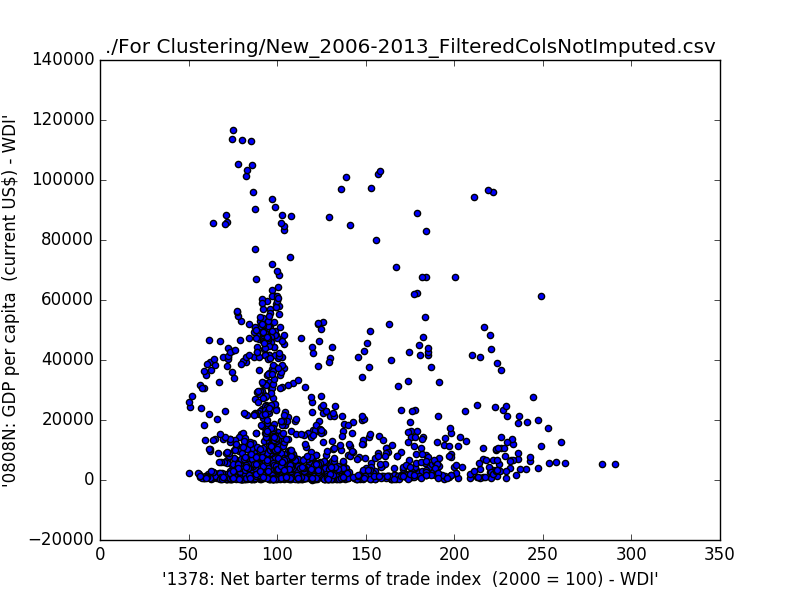 ./For Clustering/New_2006-2013_FilteredColsNotImputed.csv
'0808N: GDP per capita  (current US$) - WDI'
140000
120000
100000
80000
60000
40000
20000
0
−20000
0 50 100 150 200 250 300 350
'1378: Net barter terms of trade index  (2000 = 100) - WDI'